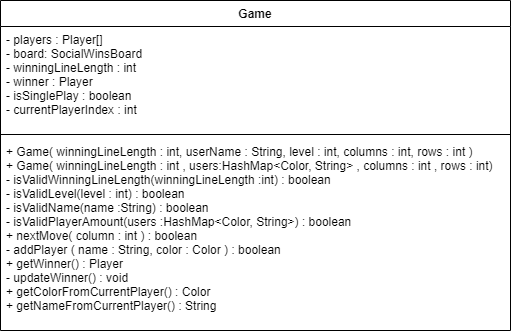 Game
- players : Player[]
- board: SocialWinsBoard
- winningLineLength : int
- winner : Player
- isSinglePlay : boolean
- currentPlayerIndex : int
+ Game( winningLineLength : int, userName : String, level : int, columns : int, rows : int )
+ Game( winningLineLength : int , users:HashMap<Color, String> , columns : int , rows : int)
- isValidWinningLineLength(winningLineLength :int) : boolean
- isValidLevel(level : int) : boolean
- isValidName(name :String) : boolean
- isValidPlayerAmount(users :HashMap<Color, String>) : boolean
+ nextMove( column : int ) : boolean
- addPlayer ( name : String, color : Color ) : boolean
+ getWinner() : Player
- updateWinner() : void
+ getColorFromCurrentPlayer() : Color
+ getNameFromCurrentPlayer() : String